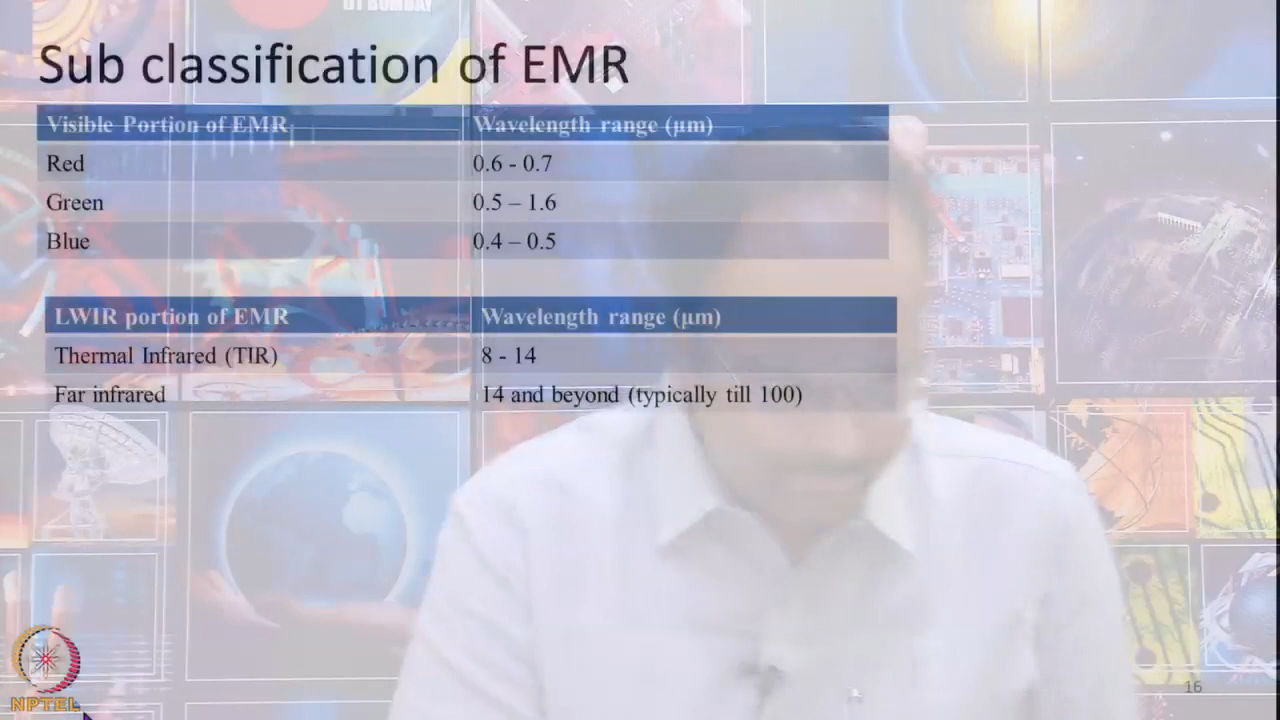 IIT BOMBAY
Sub classification of EMR
Visible Portion of EMR Wavelength range (μm)
Red 0.6 - 0.7
Green 0.5 – 1.6
Blue 0.4 – 0.5
LWIR portion of EMR Wavelength range (μm)
Thermal Infrared (TIR) 8 - 14
Far infrared 14 and beyond (typically till 100)
16
NPTEL